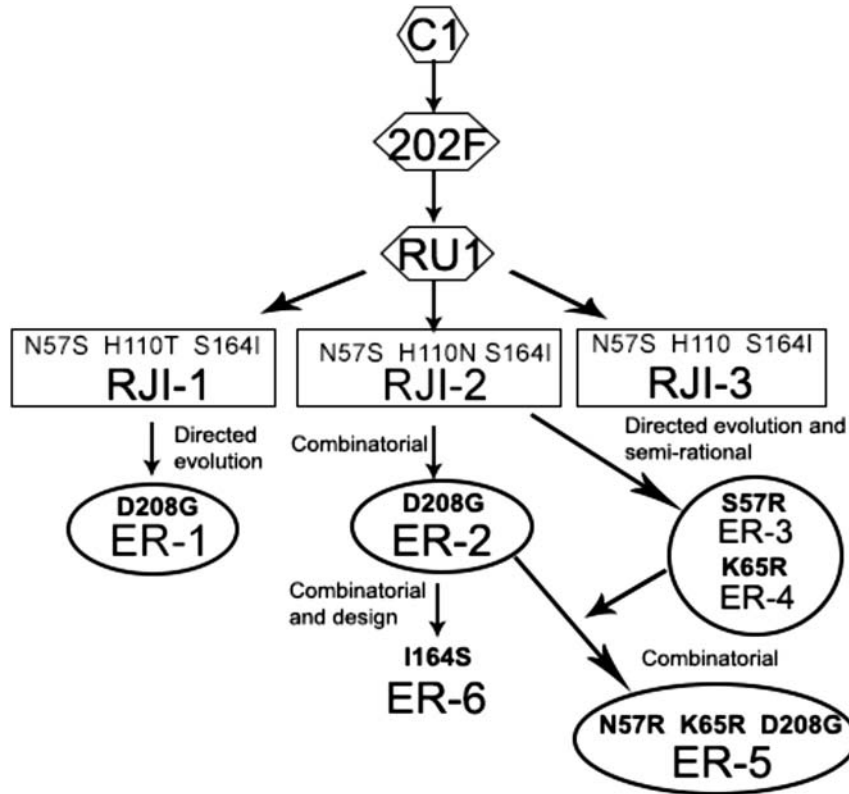 C1
202F
RU1
N57S H110T S164I
RJI-1
N57S H110N S164I
RJI-2
N57S H110 S164I
RJI-3
Directed
evolution
Combinatorial
Directed evolution and
semi-rational
D208G
ER-1
D208G
ER-2
S57R
ER-3
K65R
ER-4
Combinatorial
and design
I164S
ER-6
Combinatorial
N57R K65R D208G
ER-5